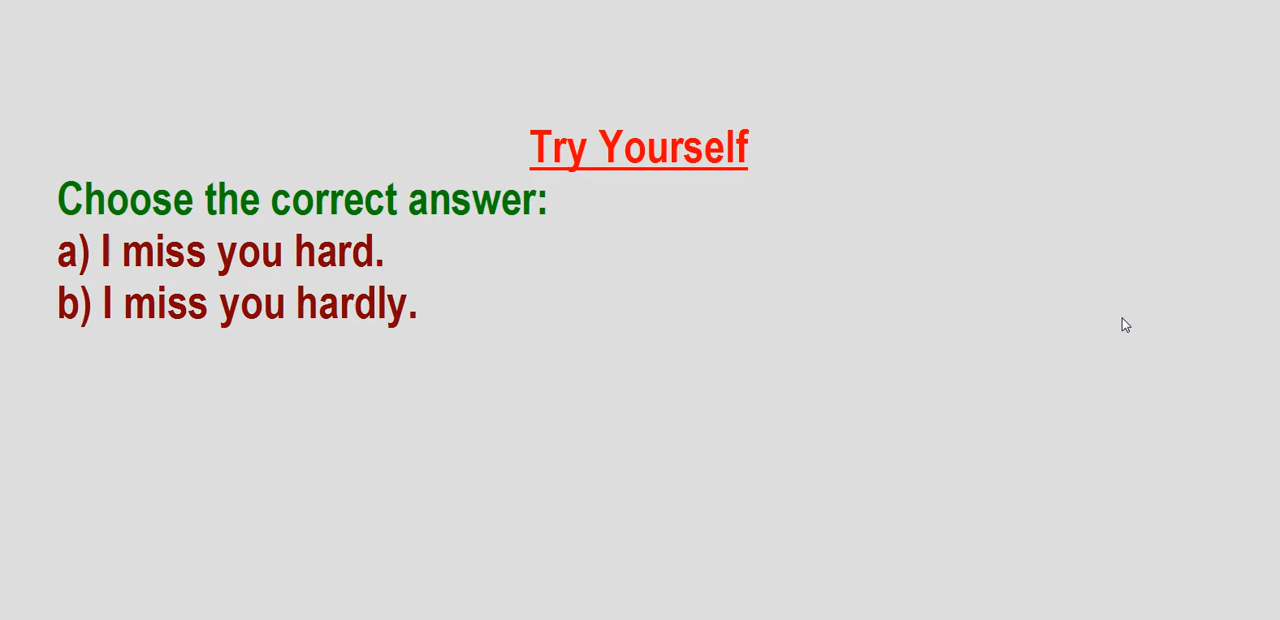 Try Yourself
Choose the correct answer:
a) I miss you hard.
b) I miss you hardly.